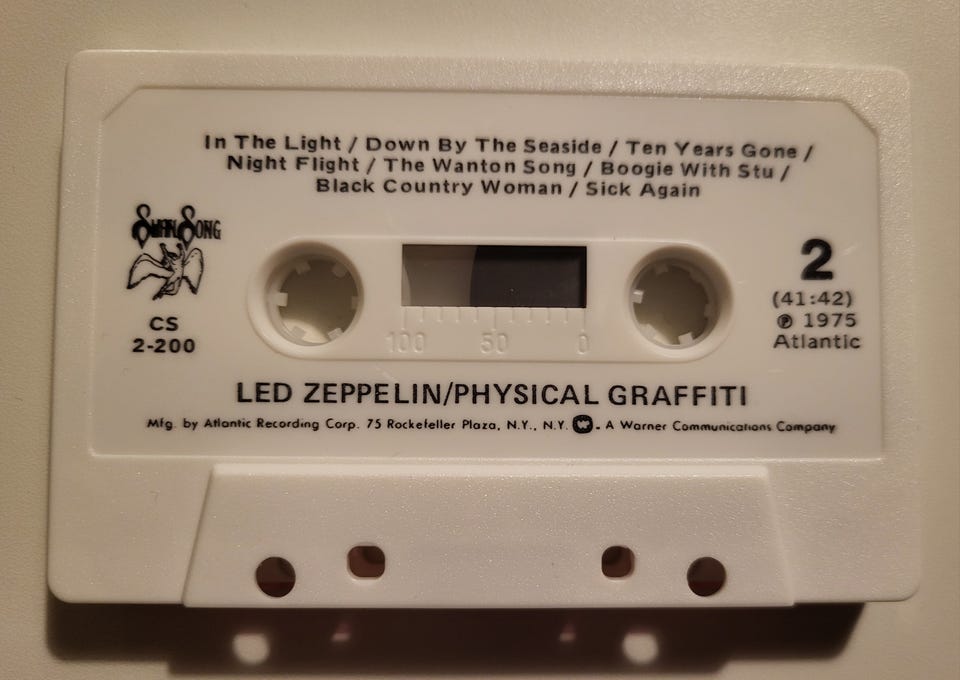 In The Light / Down By The Seaside / Ten Years Gone /
Night Flight / The Wanton Song / Boogie With Stu /
Black Country Woman / Sick Again
SWAN SONG
CS
2-200
2
(41:42)
℗ 1975
Atlantic
100 50 0
LED ZEPPELIN/PHYSICAL GRAFFITI
Mfg. by Atlantic Recording Corp. 75 Rockefeller Plaza, N.Y., N.Y. W. A Warner Communications Company